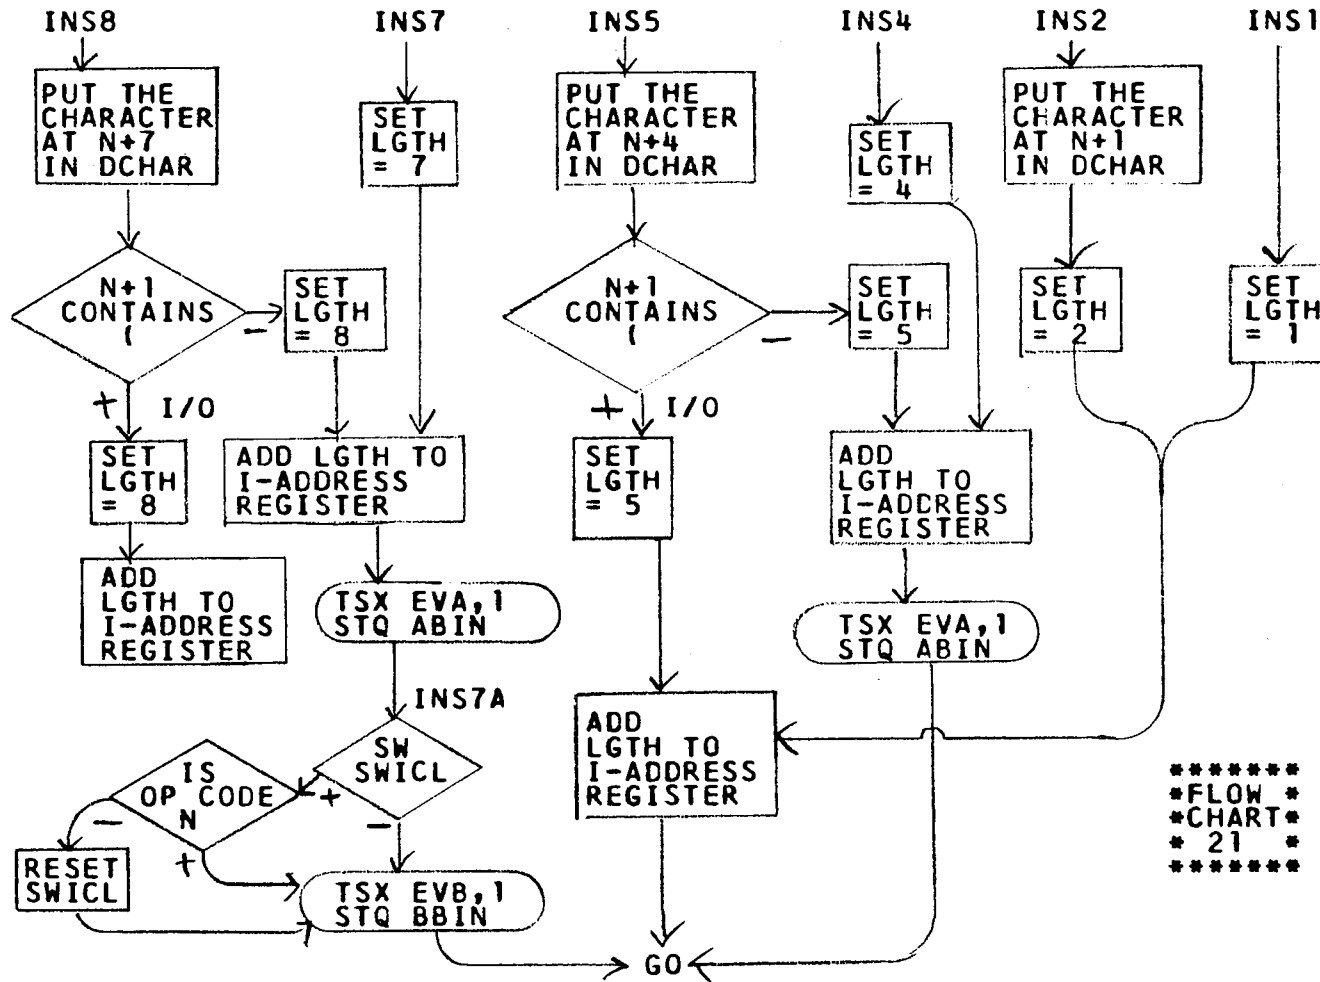 INS8
INS7
INS5
INS4
INS2
INS1
PUT THE
CHARACTER
AT N+7
IN DCHAR
SET
LGTH
= 7
PUT THE
CHARACTER
AT N+4
IN DCHAR
SET
LGTH
= 4
PUT THE
CHARACTER
AT N+1
IN DCHAR
N+1
CONTAINS
(
-
SET
LGTH
= 8
N+1
CONTAINS
(
-
SET
LGTH
= 5
SET
LGTH
= 2
SET
LGTH
= 1
+ I/O
+ I/O
SET
LGTH
= 8
ADD LGTH TO
I-ADDRESS
REGISTER
SET
LGTH
= 5
ADD
LGTH TO
I-ADDRESS
REGISTER
ADD
LGTH TO
I-ADDRESS
REGISTER
TSX EVA,1
STQ ABIN
TSX EVA,1
STQ ABIN
INS7A
SW
SWICL
+
-
IS
OP CODE
N
-
+
RESET
SWICL
TSX EVB,1
STQ BBIN
ADD
LGTH TO
I-ADDRESS
REGISTER
GO
*******
*FLOW *
*CHART*
* 21 *
*******